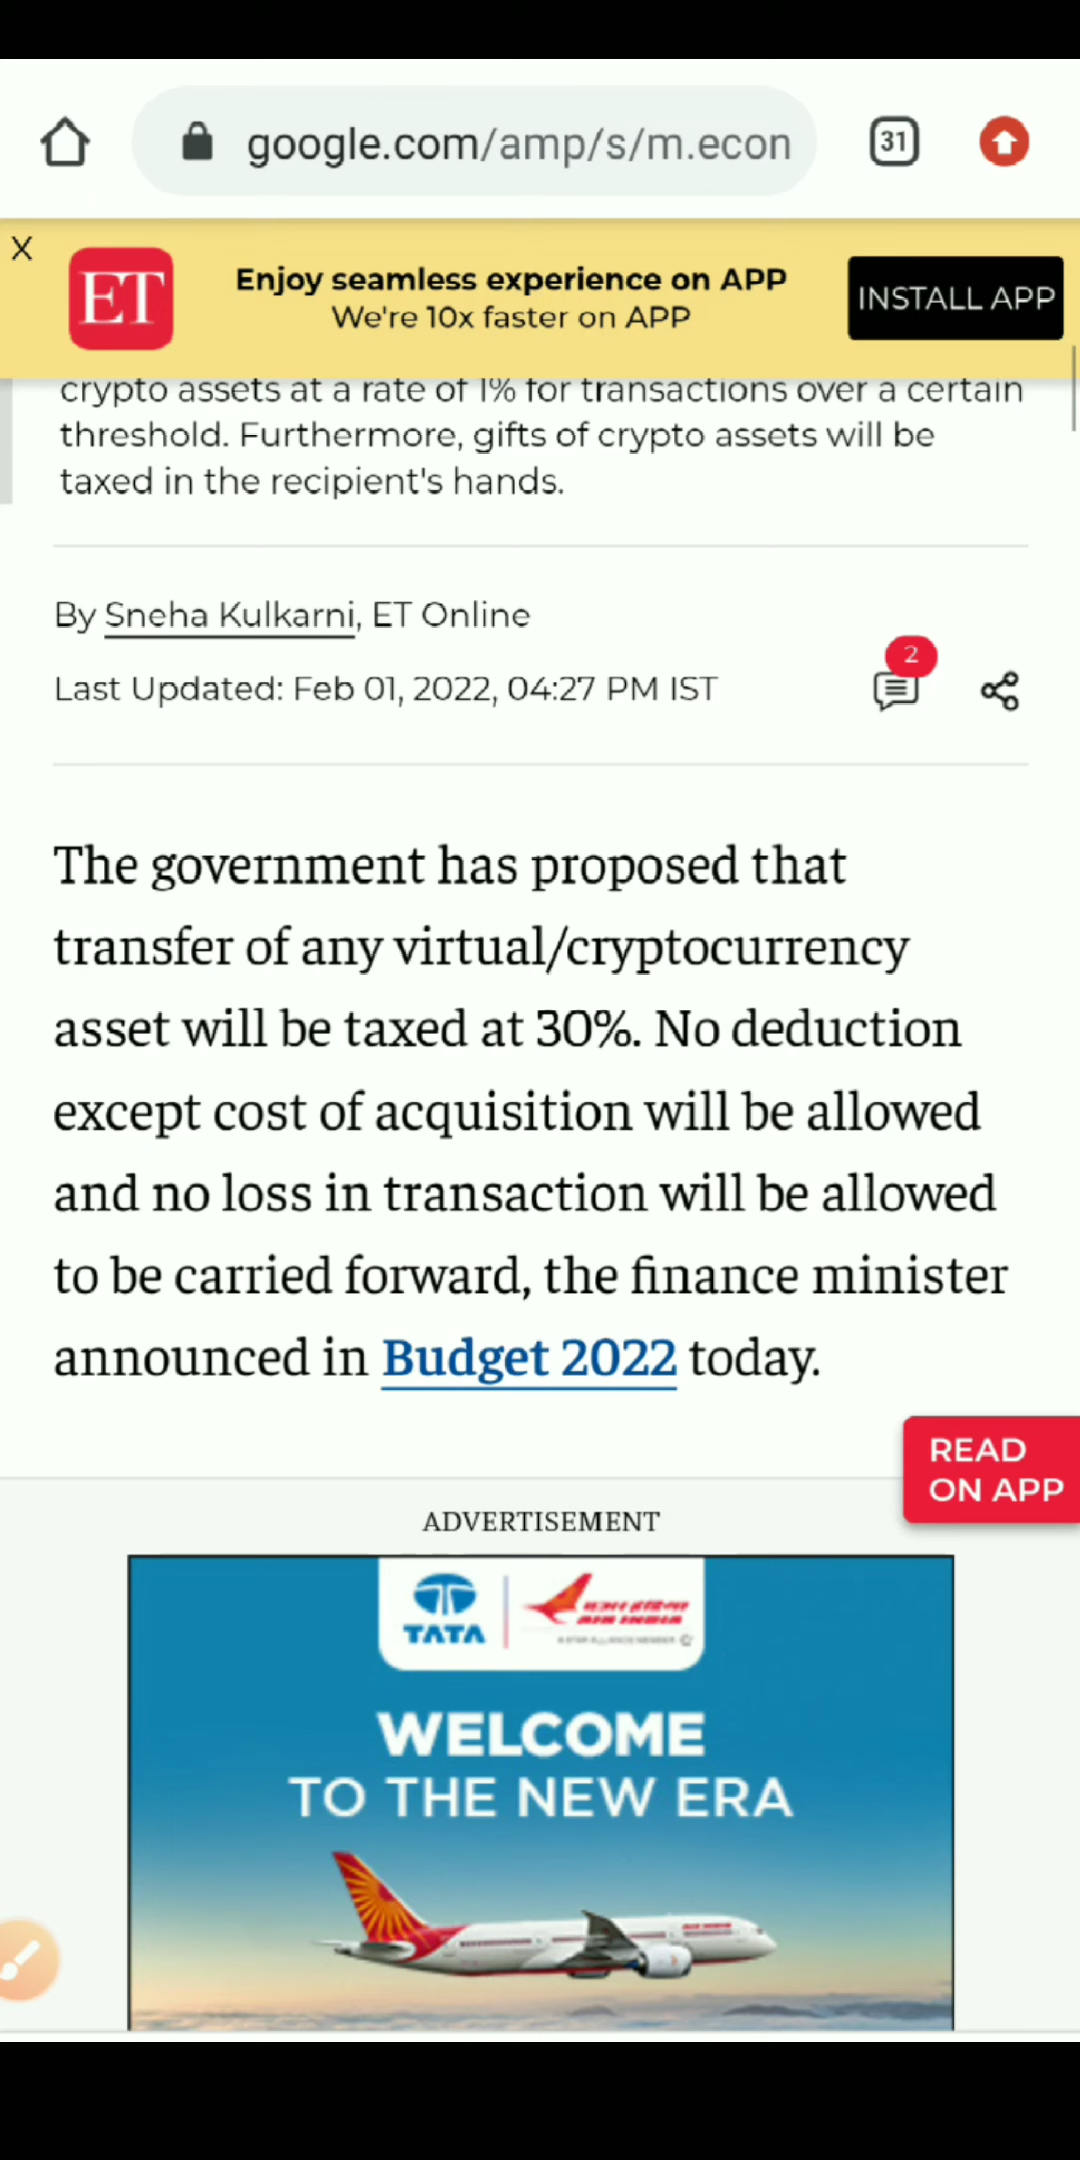 google.com/amp/s/m.econ
31
X
ET
Enjoy seamless experience on APP
We're 10x faster on APP
INSTALL APP
crypto assets at a rate of 1% for transactions over a certain
threshold. Furthermore, gifts of crypto assets will be
taxed in the recipient's hands.
By Sneha Kulkarni, ET Online
2
Last Updated: Feb 01, 2022, 04:27 PM IST
The government has proposed that
transfer of any virtual/cryptocurrency
asset will be taxed at 30%. No deduction
except cost of acquisition will be allowed
and no loss in transaction will be allowed
to be carried forward, the finance minister
announced in Budget 2022 today.
READ
ON APP
ADVERTISEMENT
TATA
AIR INDIA
A STAR ALLIANCE MEMBER
WELCOME
TO THE NEW ERA